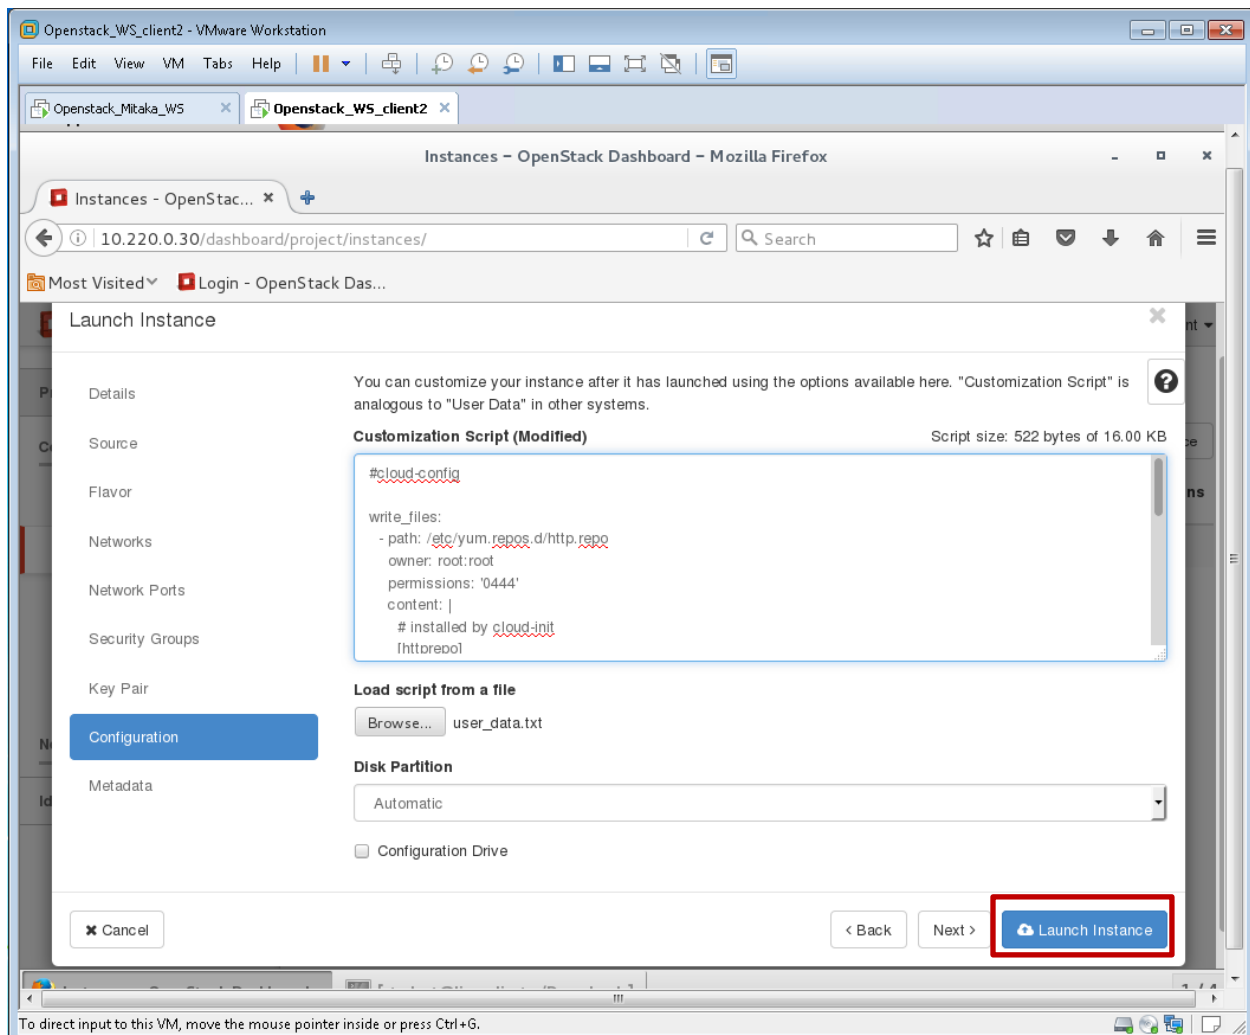 Openstack_WS_client2 - VMware Workstation
File Edit View VM Tabs Help
Openstack_Mitaka_WS
Openstack_WS_client2
Instances - OpenStack Dashboard - Mozilla Firefox
Instances - OpenStac...
10.220.0.30/dashboard/project/instances/
Search
Most Visited
Login - OpenStack Das...
Launch Instance
nt
Details
Source
Flavor
Networks
Network Ports
Security Groups
Key Pair
Configuration
Metadata
You can customize your instance after it has launched using the options available here. "Customization Script" is
analogous to "User Data" in other systems.
Customization Script (Modified)
Script size: 522 bytes of 16.00 KB
#cloud-config
write_files:
- path: /etc/yum.repos.d/http.repo
owner: root:root
permissions: '0444'
content: |
# installed by cloud-init
[httprepo]
Load script from a file
Browse... user_data.txt
Disk Partition
Automatic
Configuration Drive
Cancel
< Back
Next >
Launch Instance
To direct input to this VM, move the mouse pointer inside or press Ctrl+G.